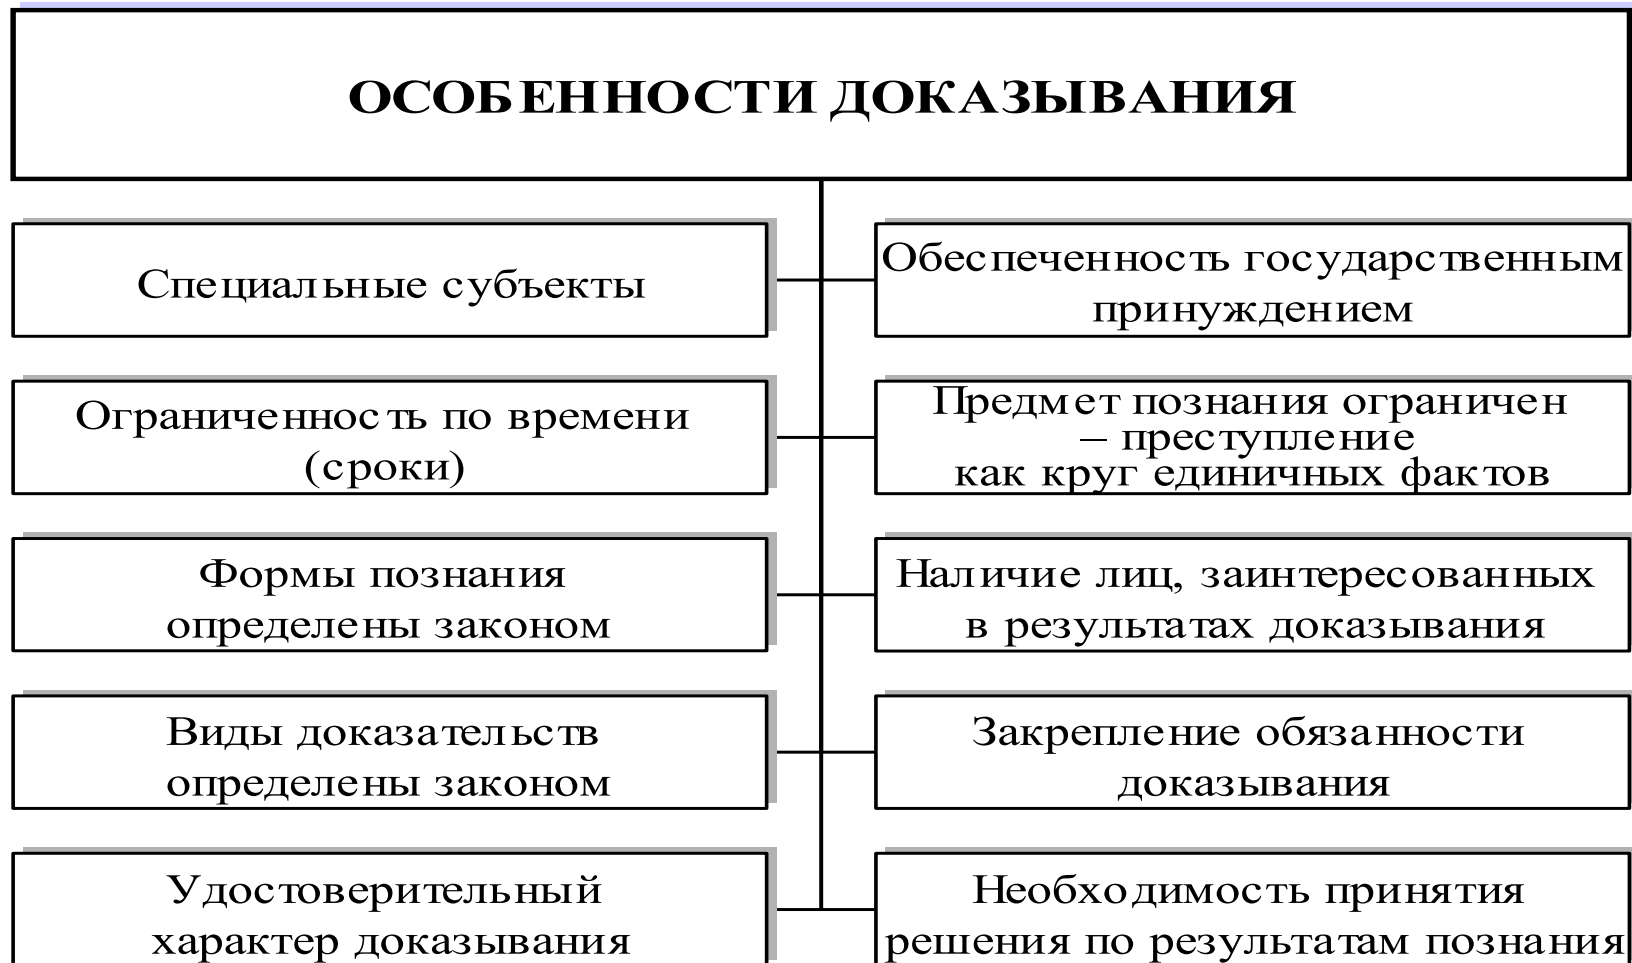 ОСОБЕННОСТИ ДОКАЗЫВАНИЯ
Специальные субъекты
Обеспеченность государственным
принуждением
Ограниченность по времени
(сроки)
Предмет познания ограничен
– преступление
как круг единичных фактов
Формы познания
определены законом
Наличие лиц, заинтересованных
в результатах доказывания
Виды доказательств
определены законом
Закрепление обязанности
доказывания
Удостоверительный
характер доказывания
Необходимость принятия
решения по результатам познания